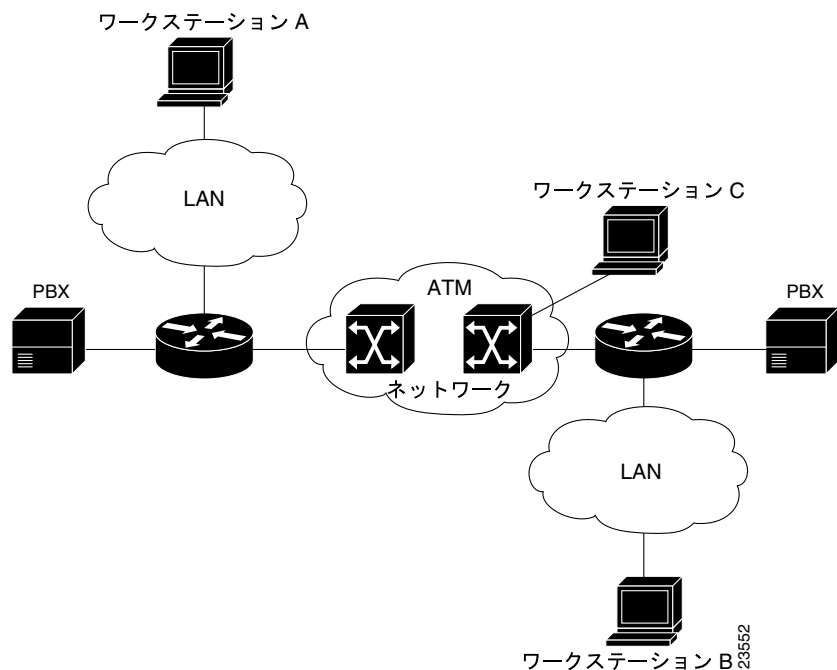 ワークステーション A
LAN
ワークステーション C
PBX
ATM
PBX
ネットワーク
LAN
ワークステーション B
23552